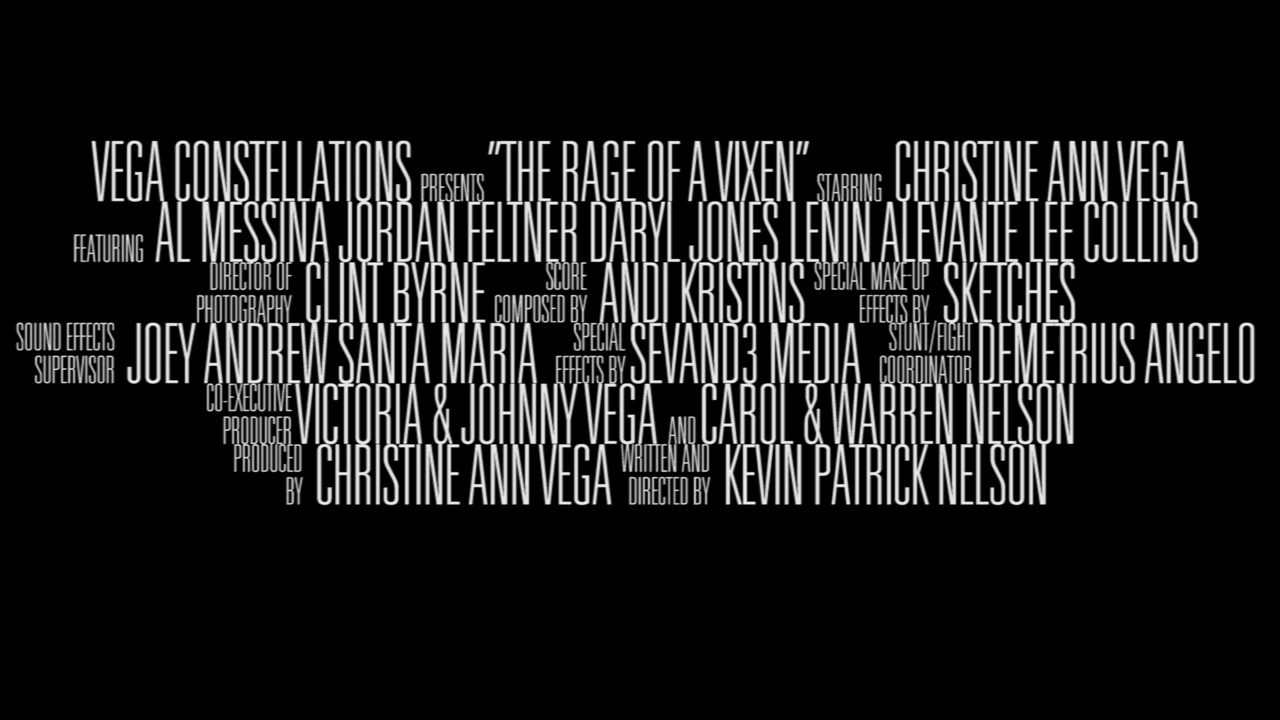 VEGA CONSTELLATIONS PRESENTS "THE RAGE OF A VIXEN" STARRING CHRISTINE ANN VEGA
FEATURING AL MESSINA JORDAN FELTNER DARYL JONES LENIN ALEVANTE LEE COLLINS
DIRECTOR OF PHOTOGRAPHY CLINT BYRNE SCORE COMPOSED BY ANDI KRISTINS SPECIAL MAKE-UP EFFECTS BY SKETCHES
SOUND EFFECTS SUPERVISOR JOEY ANDREW SANTA MARIA SPECIAL EFFECTS BY SEVAND3 MEDIA STUNT/FIGHT COORDINATOR DEMETRIUS ANGELO
CO-EXECUTIVE PRODUCER VICTORIA & JOHNNY VEGA AND CAROL & WARREN NELSON
PRODUCED BY CHRISTINE ANN VEGA WRITTEN AND DIRECTED BY KEVIN PATRICK NELSON